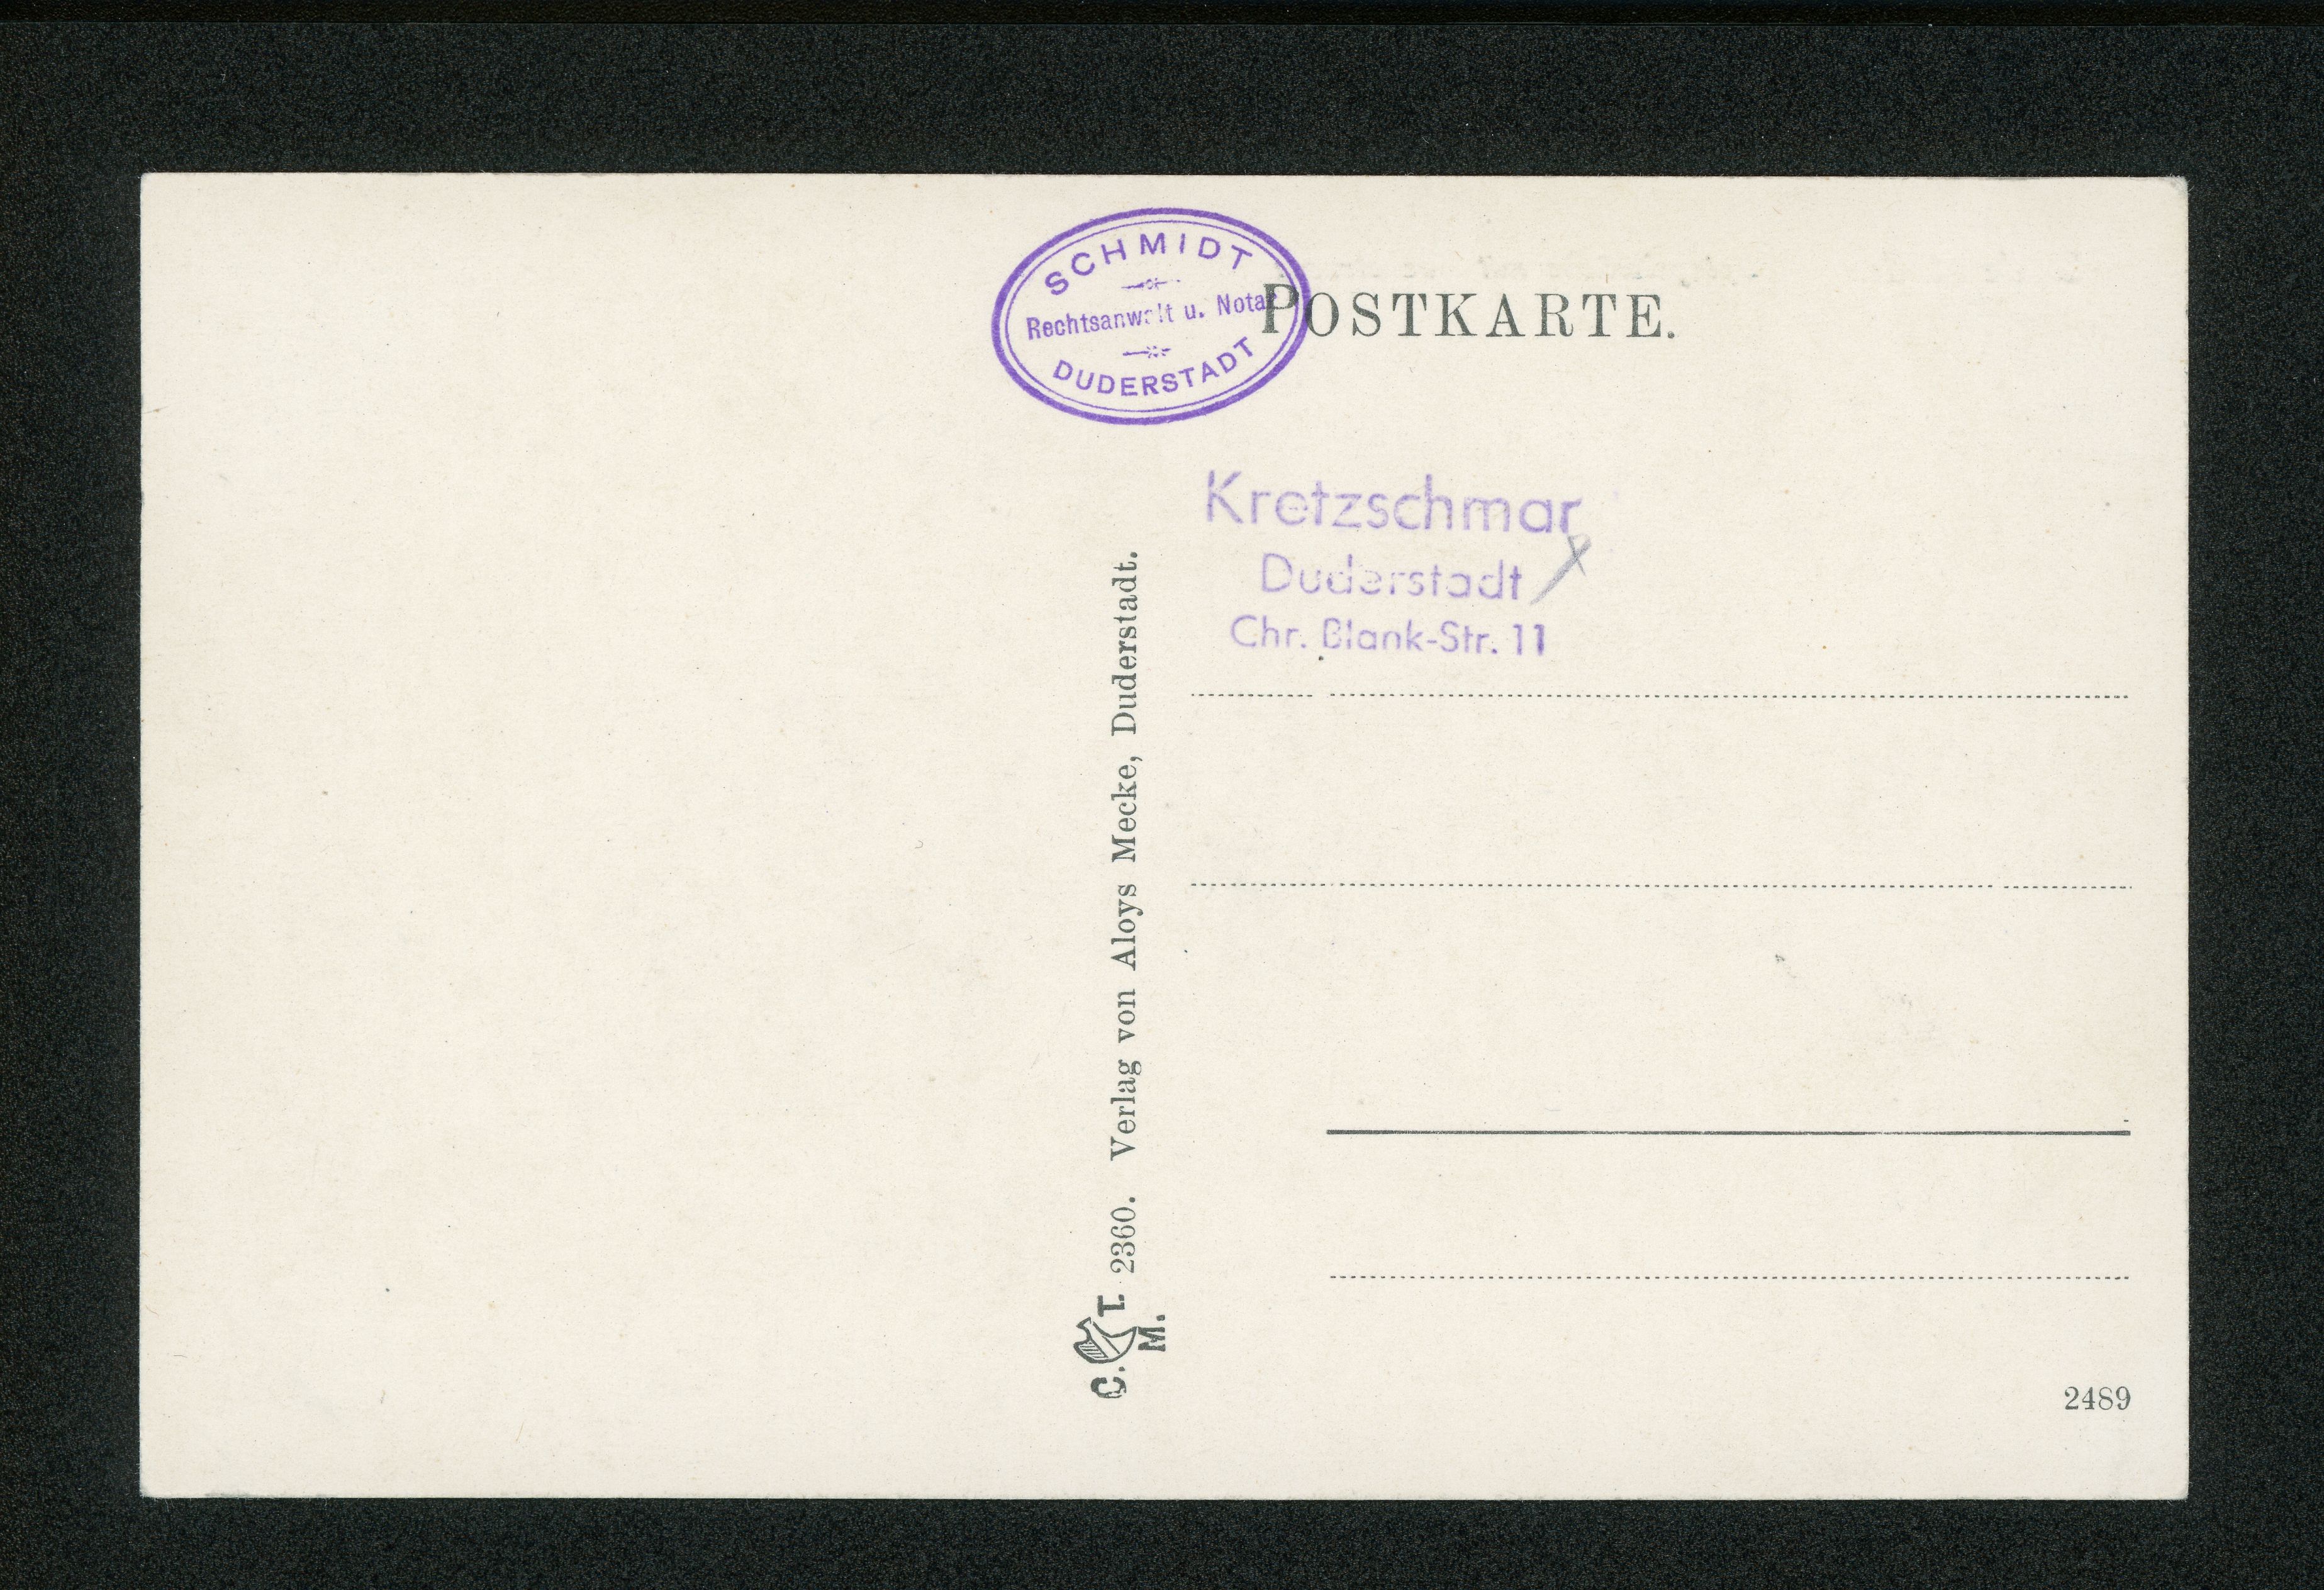 SCHMIDT
Rechtsanwalt u. Notar
DUDERSTADT
POSTKARTE.
Kretzschmar
Duderstadt
Chr. Blank-Str. 11
C. T. M. 2360. Verlag von Aloys Mecke, Duderstadt.
2489